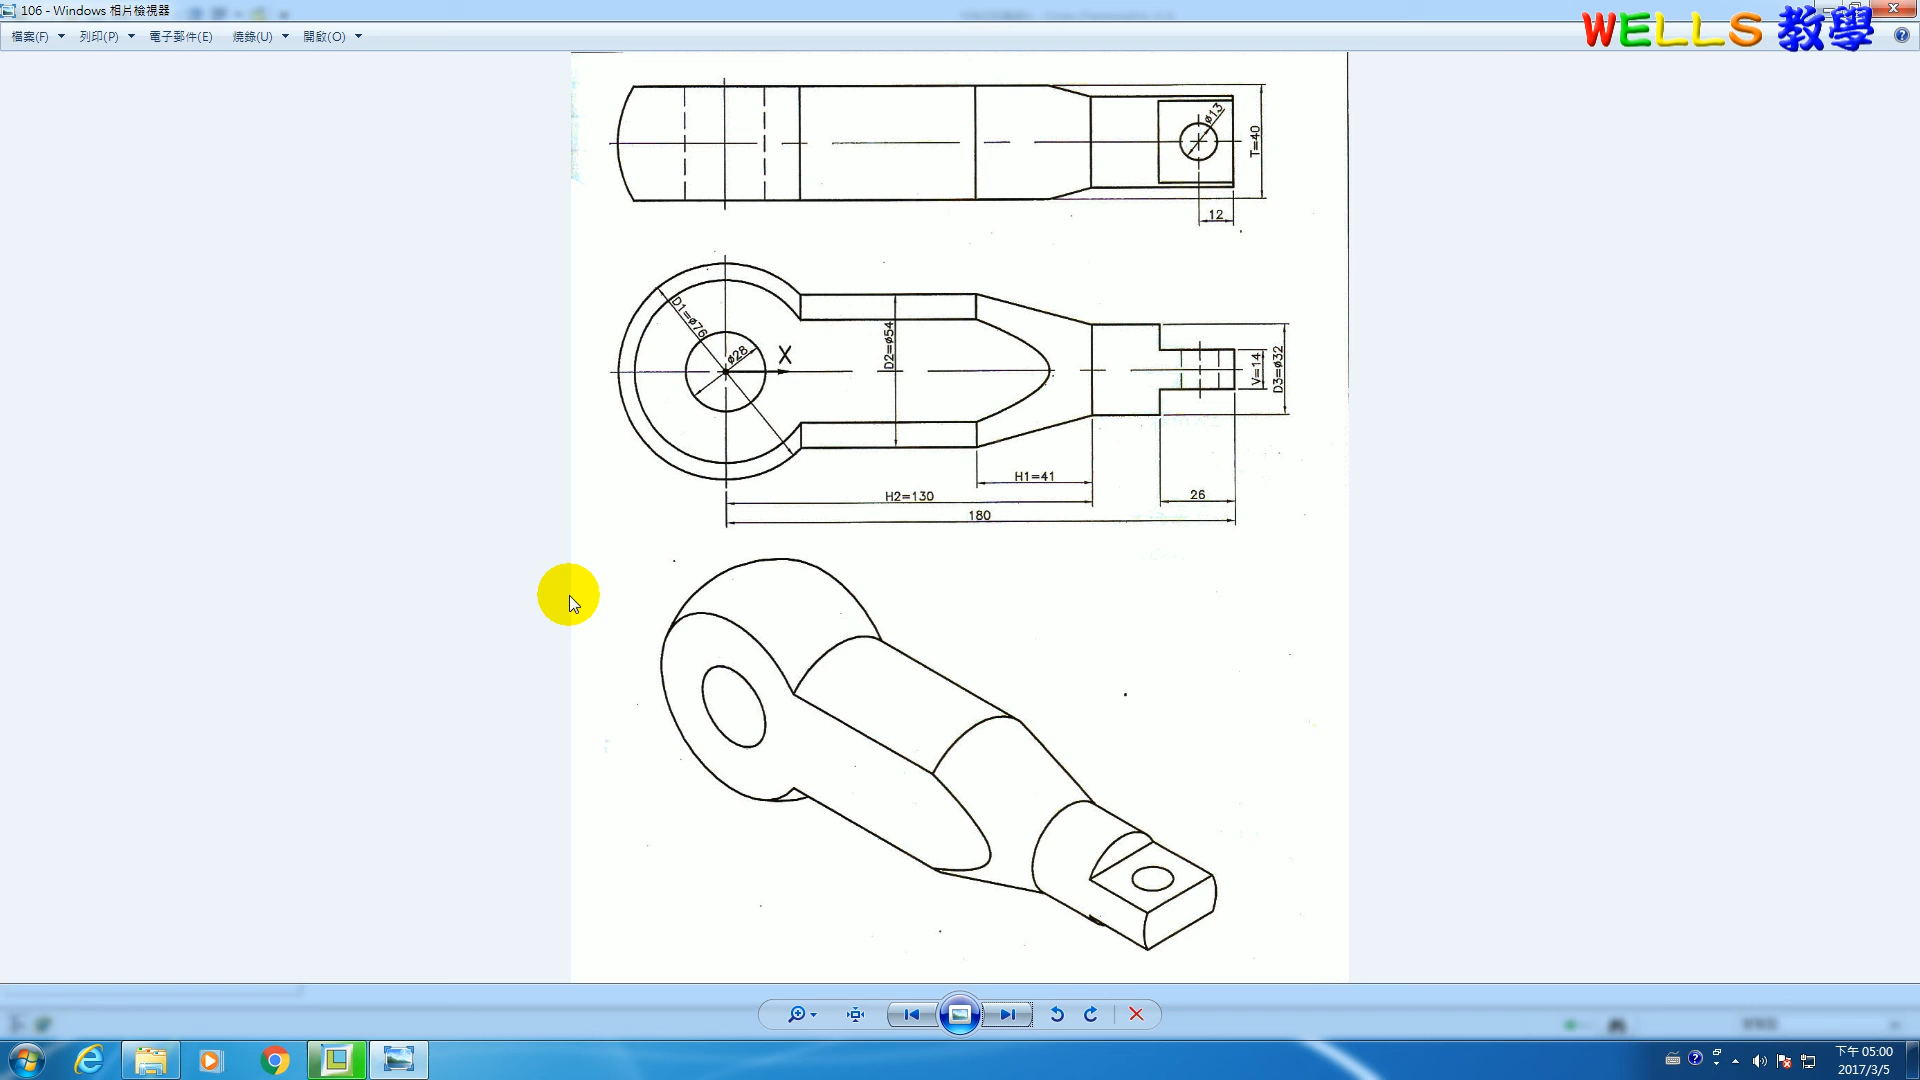 106 - Windows 相片檢視器
WELLS 教學
檔案(F) 列印(P) 電子郵件(E) 燒錄(U) 開啟(O)
ø13
T=40
12
D1=ø76
ø28
X
D2=ø54
V=14
D3=ø32
H1=41
H2=130
26
180
下午 05:00
2017/3/5